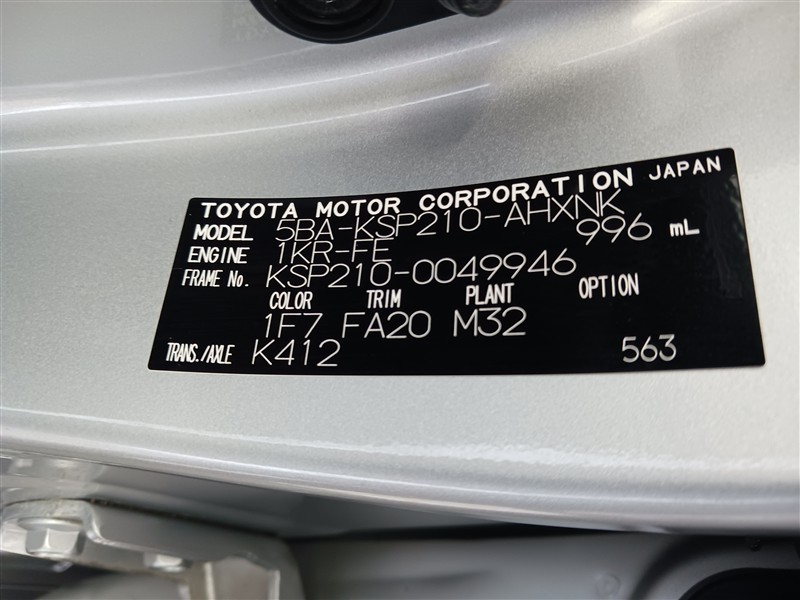 TOYOTA MOTOR CORPORATION JAPAN
MODEL 5BA-KSP210-AHXNK
ENGINE 1KR-FE 996 mL
FRAME No. KSP210-0049946
COLOR TRIM PLANT OPTION
1F7 FA20 M32
TRANS./AXLE K412 563